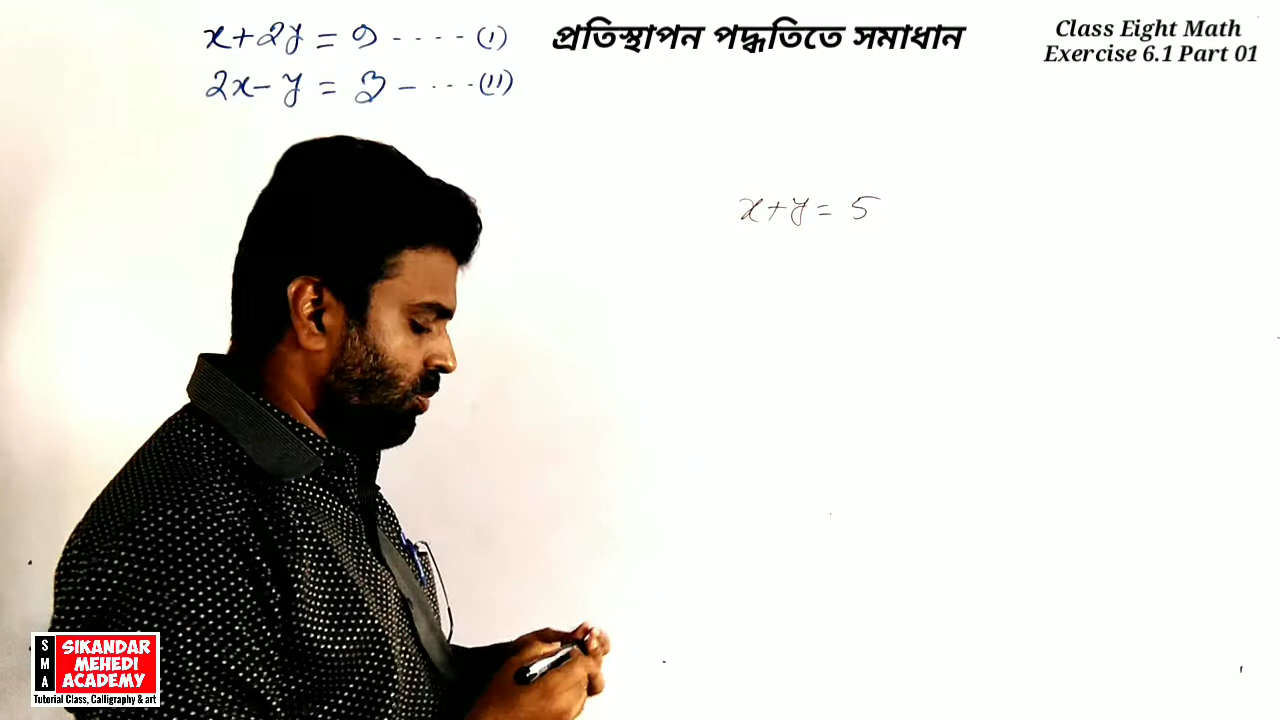 x+2y = 9 - - - - (I)
2x-y = 3 - - - - (II)
প্রতিস্থাপন পদ্ধতিতে সমাধান
Class Eight Math
Exercise 6.1 Part 01
x+y = 5
S M A
SIKANDAR
MEHEDI
ACADEMY
Tutorial Class, Calligraphy & art